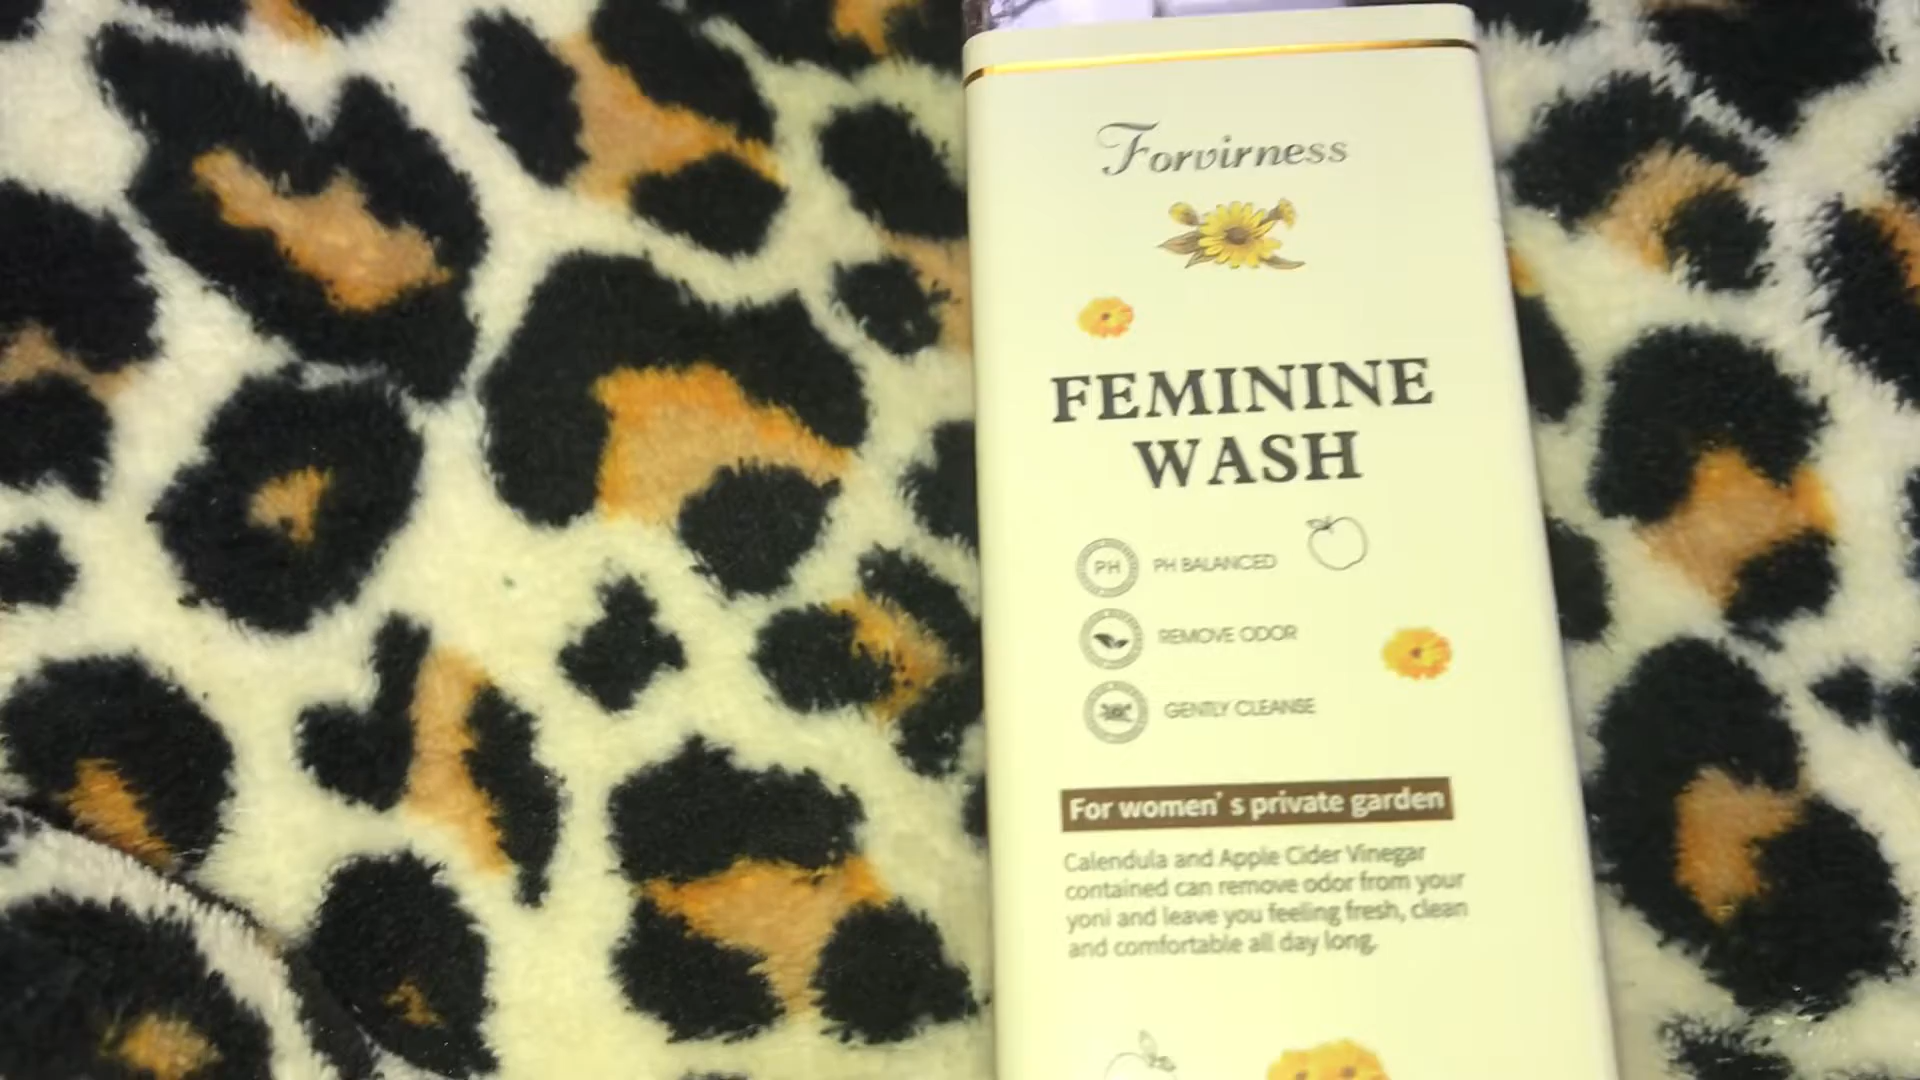 Forvirness
FEMININE
WASH
PH
PH BALANCED
REMOVE ODOR
GENTLY CLEANSE
For women's private garden
Calendula and Apple Cider Vinegar
contained can remove odor from your
yoni and leave you feeling fresh, clean
and comfortable all day long.